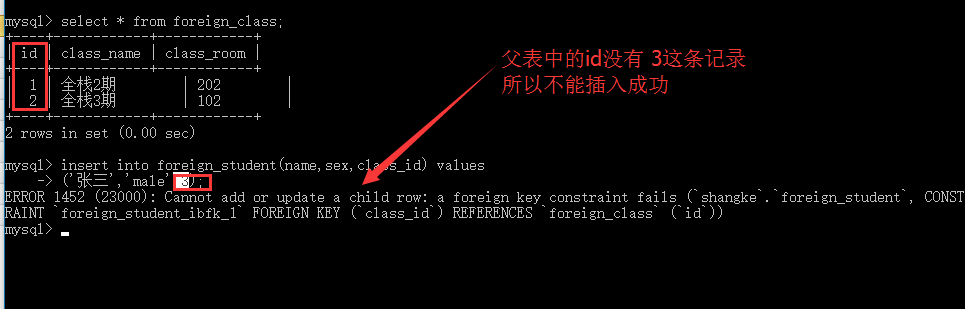 mysql> select * from foreign_class;
+----+------------+------------+
| id | class_name | class_room |
+----+------------+------------+
| 1 | 全栈2期 | 202 |
| 2 | 全栈3期 | 102 |
+----+------------+------------+
2 rows in set (0.00 sec)
父表中的id没有 3这条记录
所以不能插入成功
mysql> insert into foreign_student(name,sex,class_id) values
-> ('张三','male',3);
ERROR 1452 (23000): Cannot add or update a child row: a foreign key constraint fails (`shangke`.`foreign_student`, CONST
RAINT `foreign_student_ibfk_1` FOREIGN KEY (`class_id`) REFERENCES `foreign_class` (`id`))
mysql>